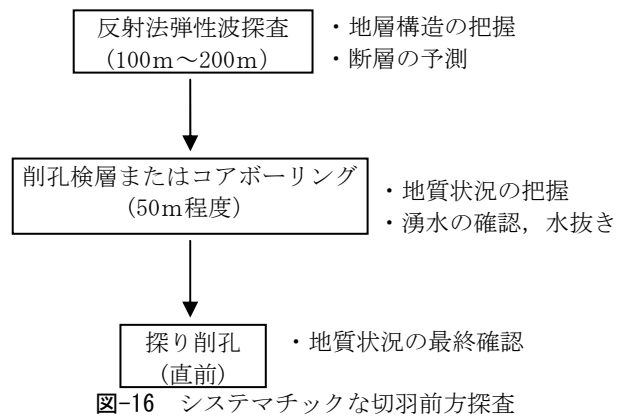 反射法弾性波探査
(100m～200m)
・地層構造の把握
・断層の予測
削孔検層またはコアボーリング
(50m程度)
・地質状況の把握
・湧水の確認，水抜き
探り削孔
(直前)
・地質状況の最終確認
図-16　システマチックな切羽前方探査